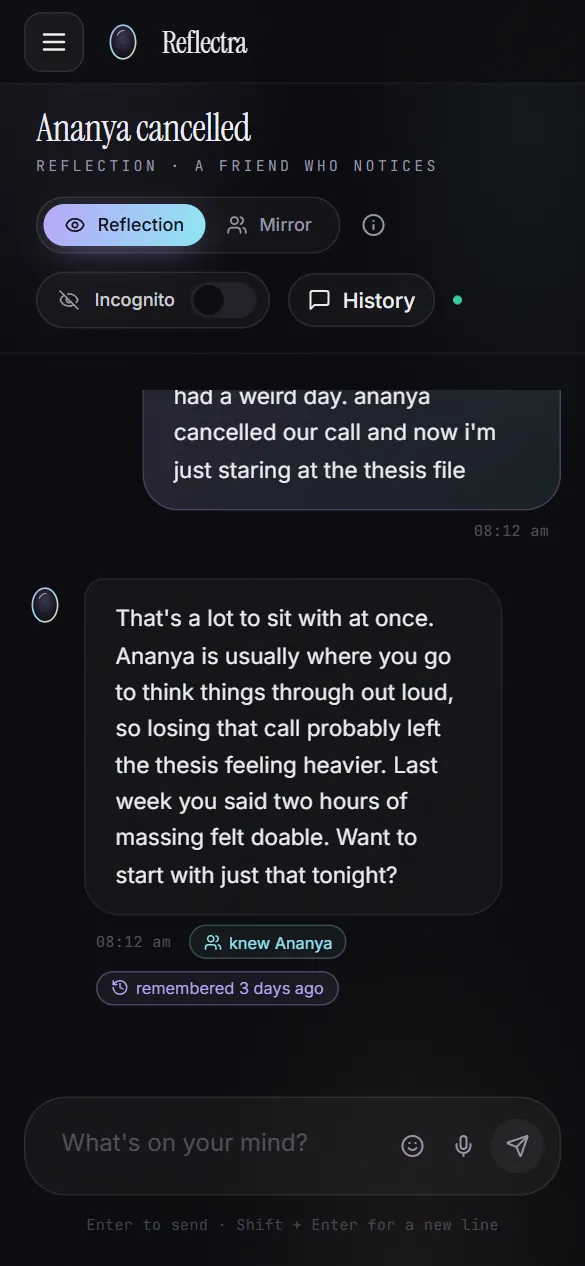 Reflectra
Ananya cancelled
REFLECTION · A FRIEND WHO NOTICES
Reflection
Mirror
Incognito
History
had a weird day. ananya
cancelled our call and now i'm
just staring at the thesis file
08:12 am
That's a lot to sit with at once.
Ananya is usually where you go
to think things through out loud,
so losing that call probably left
the thesis feeling heavier. Last
week you said two hours of
massing felt doable. Want to
start with just that tonight?
08:12 am
knew Ananya
remembered 3 days ago
What's on your mind?
Enter to send · Shift + Enter for a new line